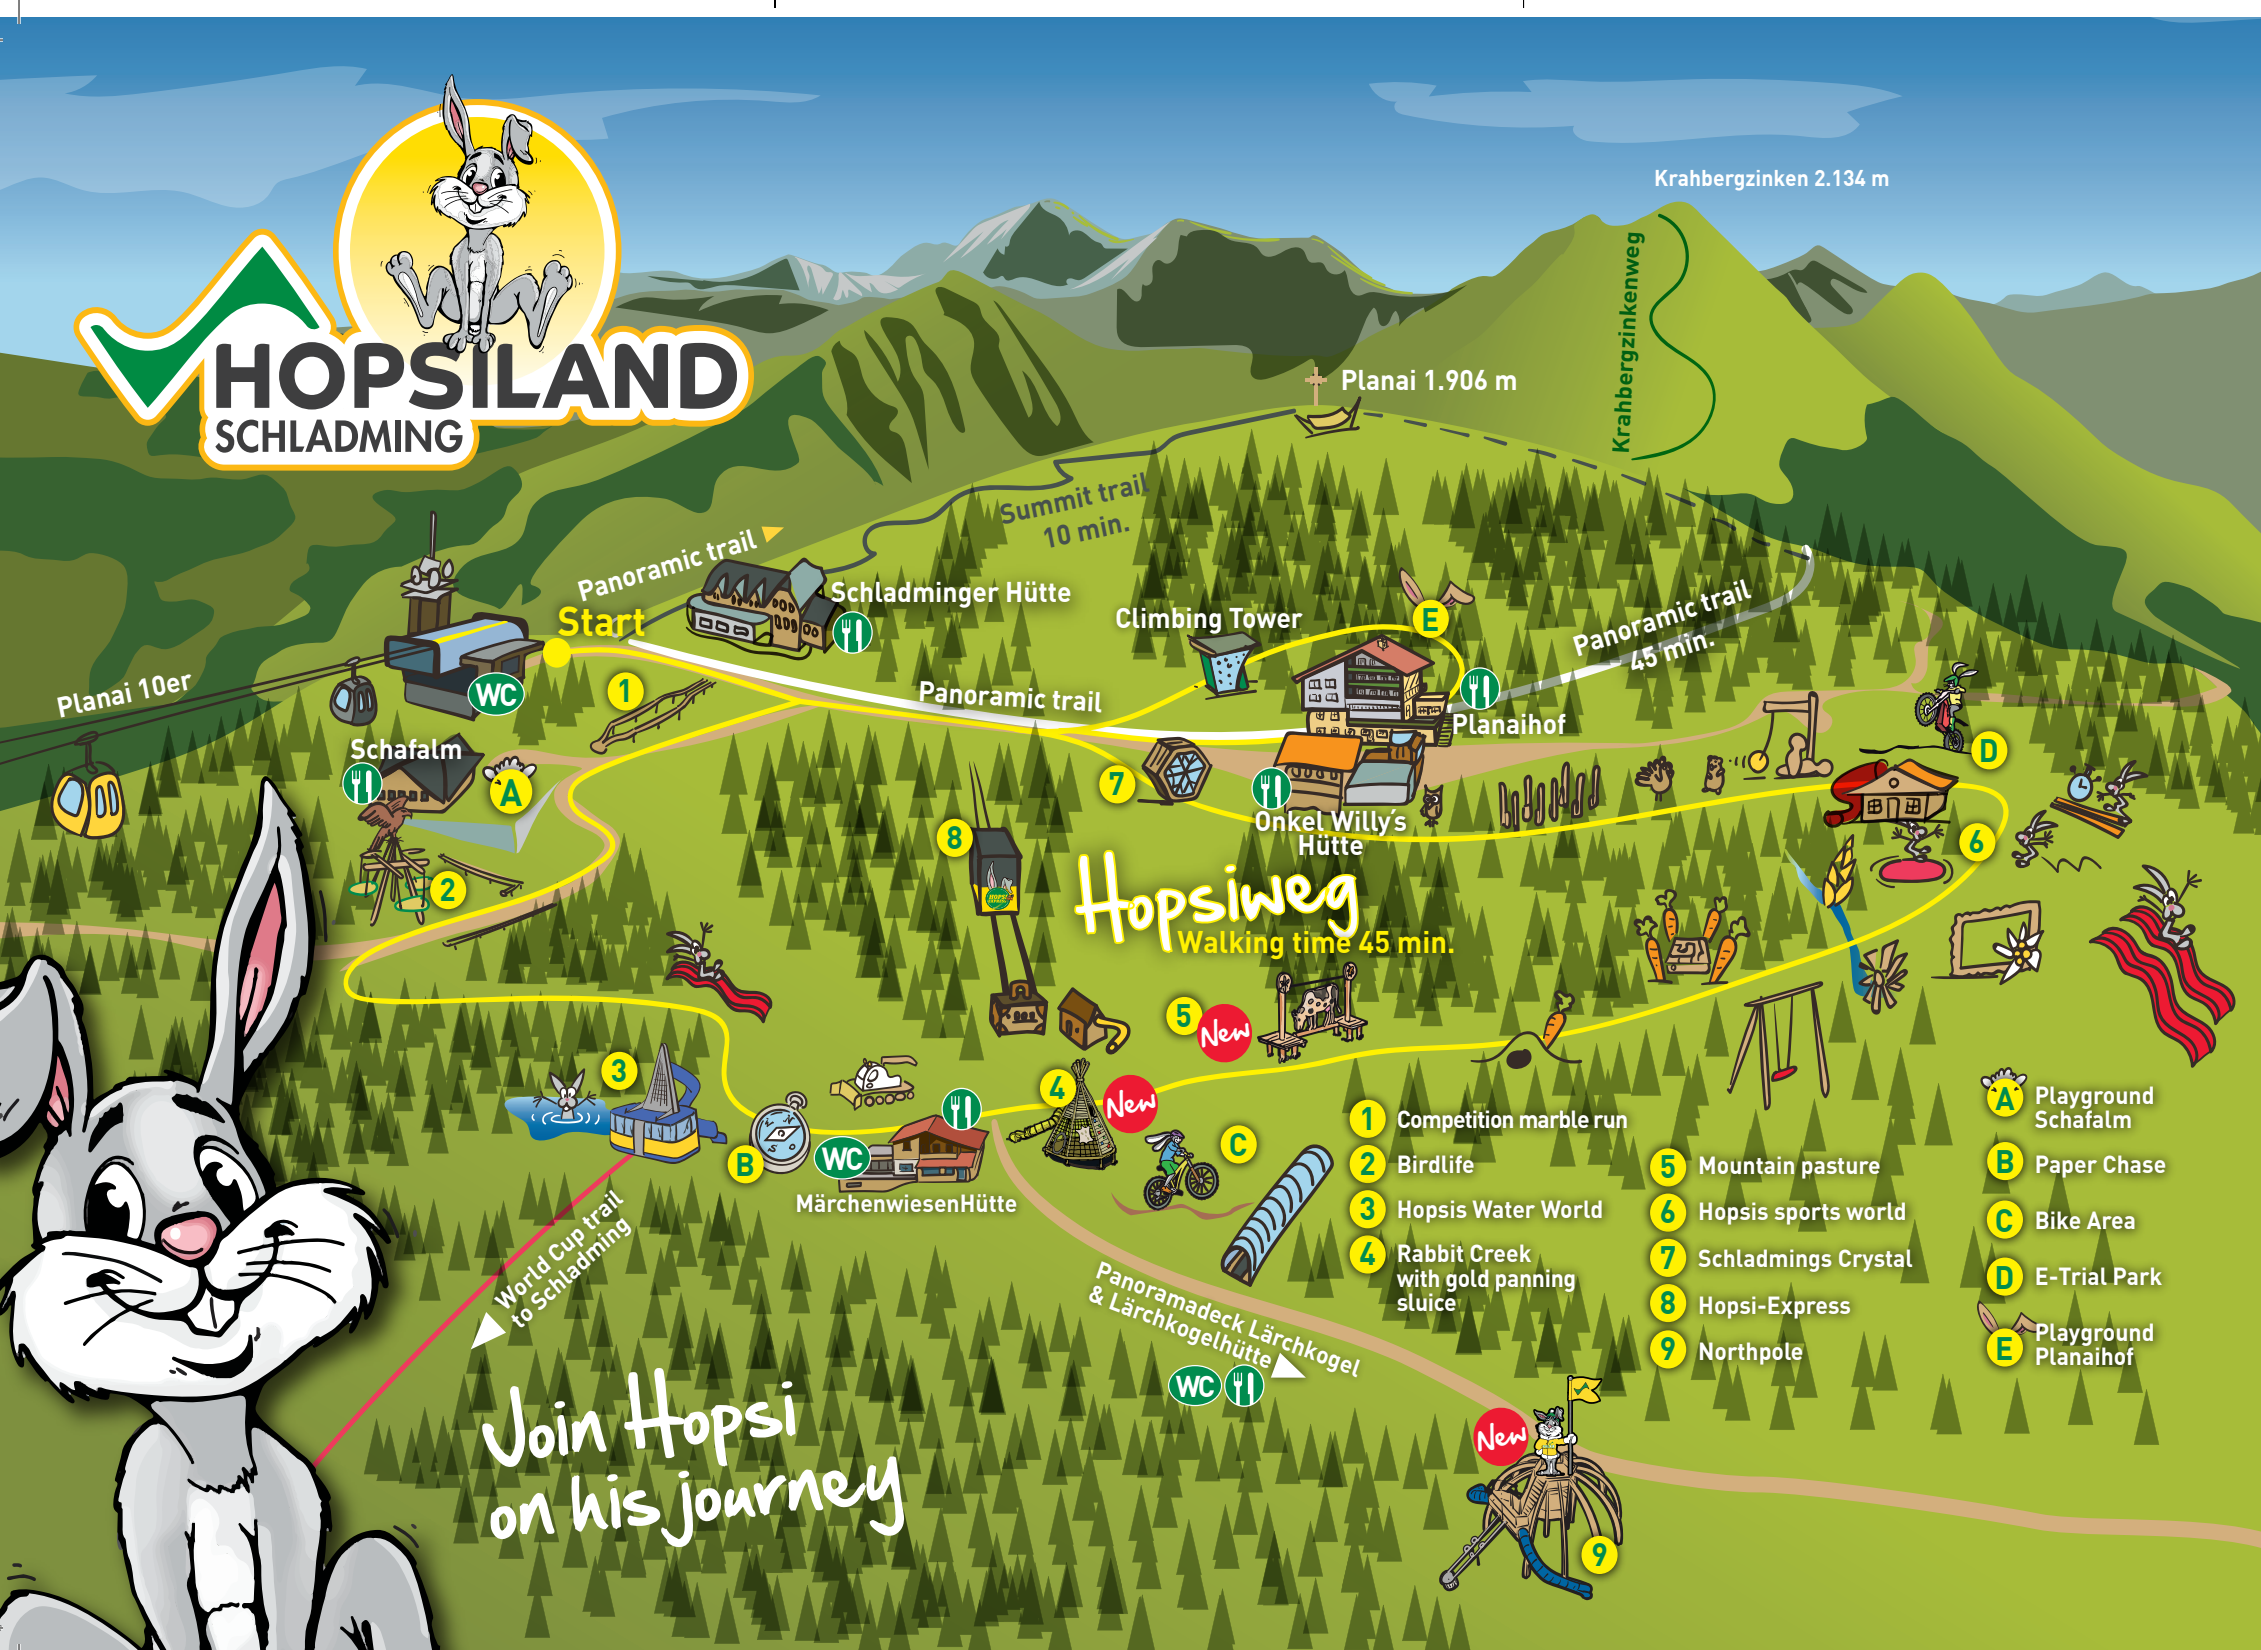 HOPSILAND
SCHLADMING
Krahbergzinken 2.134 m
Krahbergzinkenweg
Planai 1.906 m
Summit trail
10 min.
Panoramic trail
Start
Schladminger Hütte
Climbing Tower
E
Panoramic trail
45 min.
Planai 10er
WC
1
Panoramic trail
Planaihof
Schafalm
A
7
D
Onkel Willy's
Hütte
8
6
2
Hopsiweg
Walking time 45 min.
5
New
3
4
New
B
WC
C
MärchenwiesenHütte
World Cup trail
to Schladming
Panoramadeck Lärchkogel
& Lärchkogelhütte
WC
1 Competition marble run
2 Birdlife
3 Hopsis Water World
4 Rabbit Creek
with gold panning
sluice
5 Mountain pasture
6 Hopsis sports world
7 Schladmings Crystal
8 Hopsi-Express
9 Northpole
A Playground
Schafalm
B Paper Chase
C Bike Area
D E-Trial Park
E Playground
Planaihof
Join Hopsi
on his journey
New
9